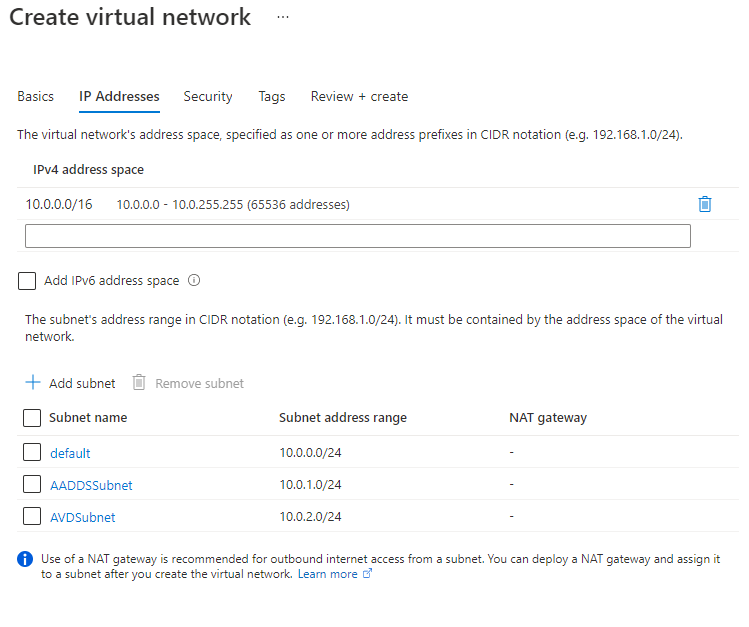 Create virtual network ...
Basics IP Addresses Security Tags Review + create
The virtual network's address space, specified as one or more address prefixes in CIDR notation (e.g. 192.168.1.0/24).
IPv4 address space
10.0.0.0/16 10.0.0.0 - 10.0.255.255 (65536 addresses)
Add IPv6 address space
The subnet's address range in CIDR notation (e.g. 192.168.1.0/24). It must be contained by the address space of the virtual
network.
+ Add subnet Remove subnet
Subnet name Subnet address range NAT gateway
default 10.0.0.0/24 -
AADDSSubnet 10.0.1.0/24 -
AVDSubnet 10.0.2.0/24 -
Use of a NAT gateway is recommended for outbound internet access from a subnet. You can deploy a NAT gateway and assign it
to a subnet after you create the virtual network. Learn more